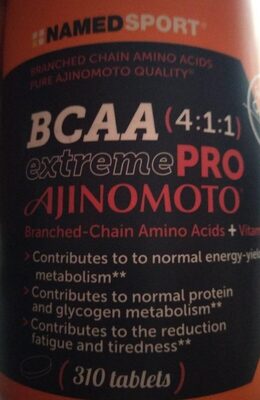 NAMEDSPORT>
BRANCHED CHAIN AMINO ACIDS
PURE AJINOMOTO QUALITY®
BCAA (4:1:1)
extremePRO
AJINOMOTO®
Branched-Chain Amino Acids +
> Contributes to to normal energy-yield
metabolism**
> Contributes to normal protein
and glycogen metabolism**
> Contributes to the reduction
fatigue and tiredness**
(310 tablets)